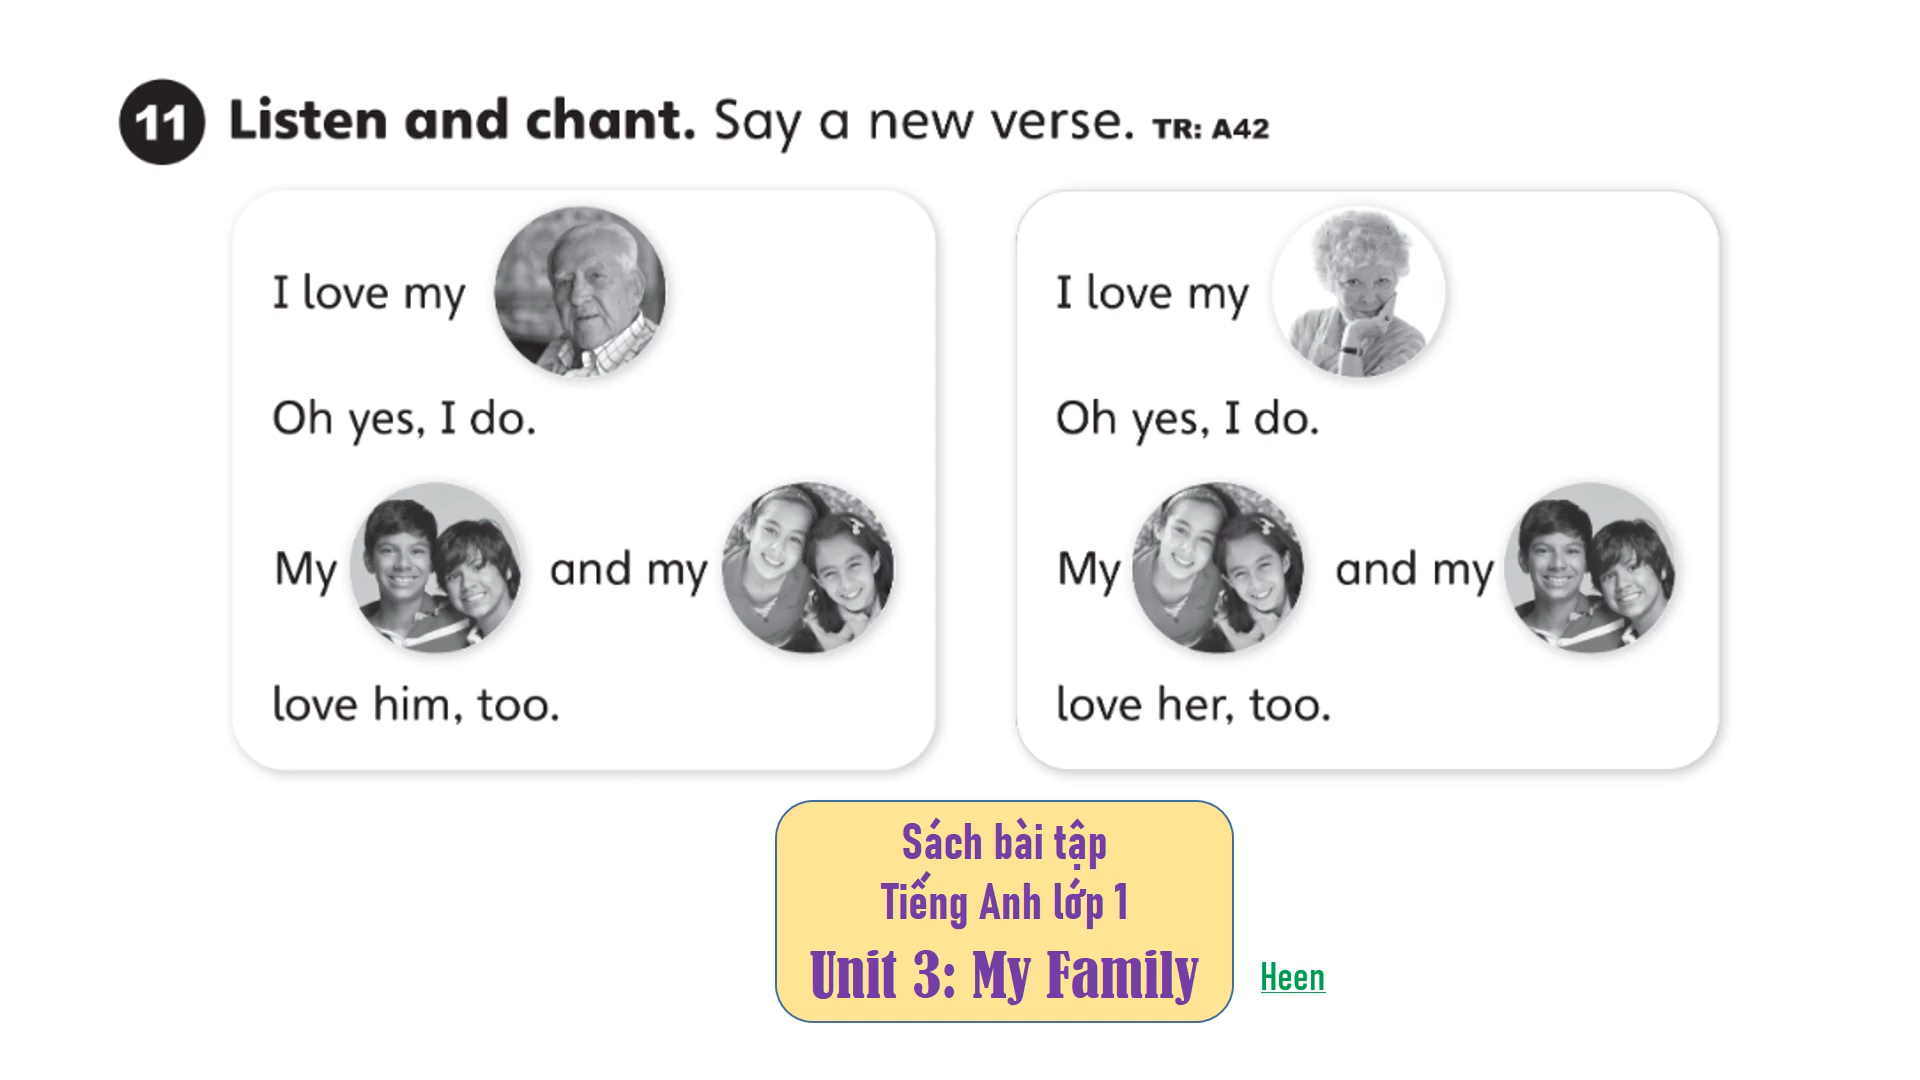 11 Listen and chant. Say a new verse. TR: A42
I love my
Oh yes, I do.
My and my
love him, too.
I love my
Oh yes, I do.
My and my
love her, too.
Sách bài tập
Tiếng Anh lớp 1
Unit 3: My Family
Heen